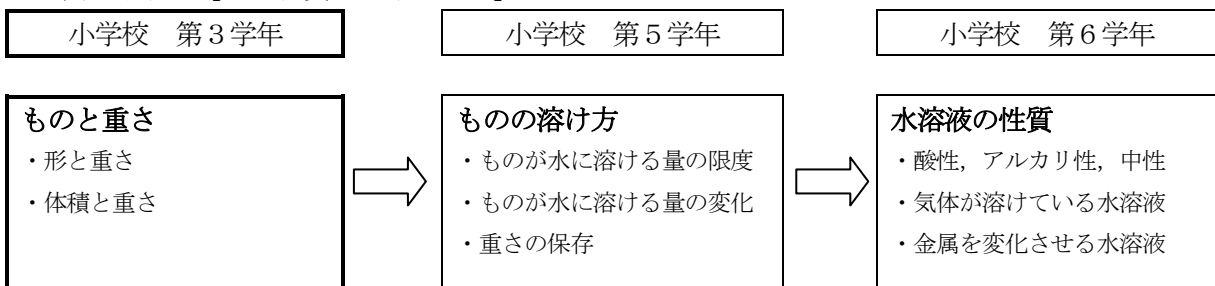 小学校 第3学年
小学校 第5学年
小学校 第6学年
ものと重さ
・形と重さ
・体積と重さ
ものの溶け方
・ものが水に溶ける量の限度
・ものが水に溶ける量の変化
・重さの保存
水溶液の性質
・酸性，アルカリ性，中性
・気体が溶けている水溶液
・金属を変化させる水溶液